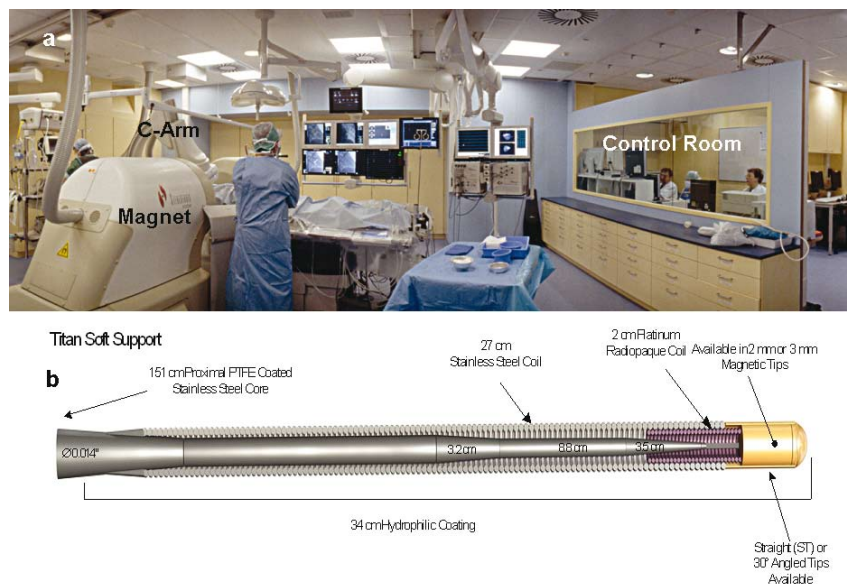 a
C-Arm
Control Room
Magnet
Titan Soft Support
b
151 cm Proximal PTFE Coated
Stainless Steel Core
27 cm
Stainless Steel Coil
2 cm Platinum
Radiopaque Coil
Available in 2 mm or 3 mm
Magnetic Tips
Ø0.014"
3.2 cm
8.8 cm
3.5 cm
34 cm Hydrophilic Coating
Straight (ST) or
30° Angled Tips
Available